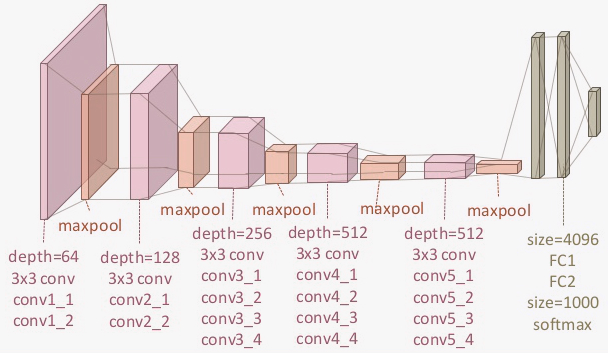 maxpool
maxpool
maxpool
maxpool
maxpool
depth=64
3x3 conv
conv1_1
conv1_2
depth=128
3x3 conv
conv2_1
conv2_2
depth=256
3x3 conv
conv3_1
conv3_2
conv3_3
conv3_4
depth=512
3x3 conv
conv4_1
conv4_2
conv4_3
conv4_4
depth=512
3x3 conv
conv5_1
conv5_2
conv5_3
conv5_4
size=4096
FC1
FC2
size=1000
softmax